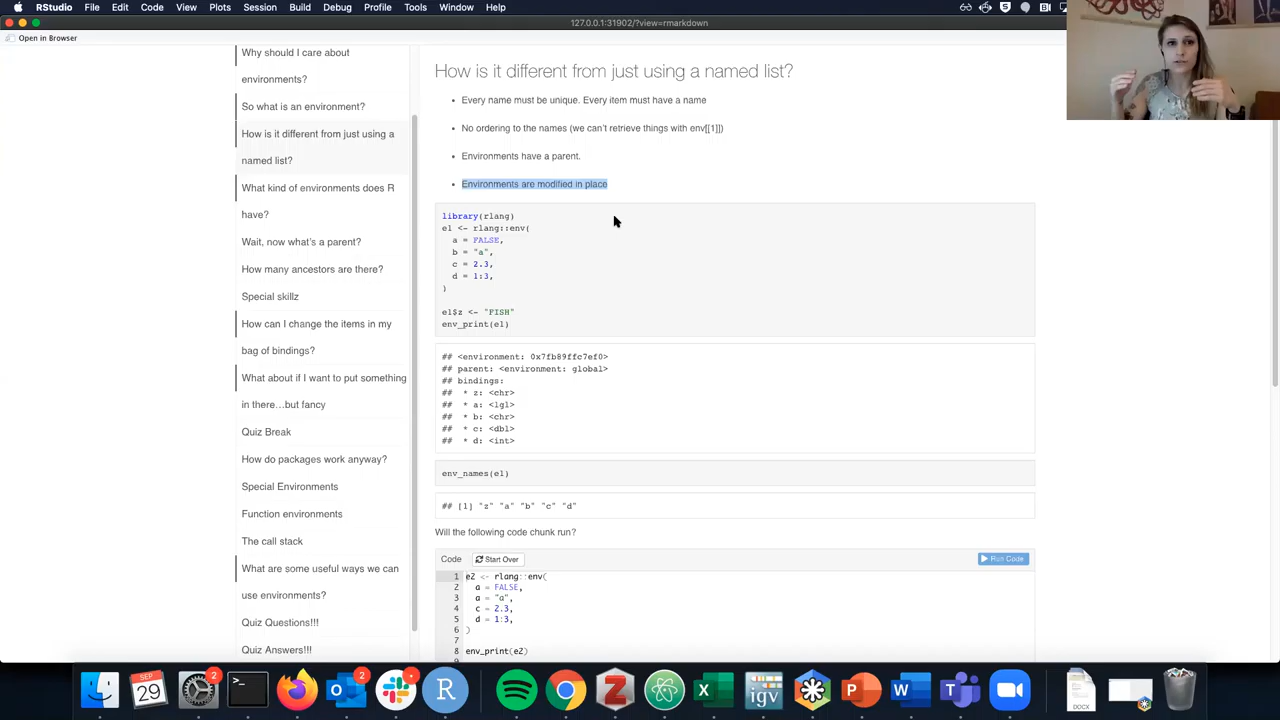 RStudio File Edit Code View Plots Session Build Debug Profile Tools Window Help
127.0.0.1:31902/?view=rmarkdown
Open in Browser
Why should I care about
environments?
So what is an environment?
How is it different from just using a
named list?
What kind of environments does R
have?
Wait, now what's a parent?
How many ancestors are there?
Special skillz
How can I change the items in my
bag of bindings?
What about if I want to put something
in there...but fancy
Quiz Break
How do packages work anyway?
Special Environments
Function environments
The call stack
What are some useful ways we can
use environments?
Quiz Questions!!!
Quiz Answers!!!
How is it different from just using a named list?
• Every name must be unique. Every item must have a name
• No ordering to the names (we can't retrieve things with env[[1]])
• Environments have a parent.
• Environments are modified in place
library(rlang)
e1 <- rlang::env(
a = FALSE,
b = "a",
c = 2.3,
d = 1:3,
)
e1$z <- "FISH"
env_print(e1)
## <environment: 0x7fb89ffc7ef0>
## parent: <environment: global>
## bindings:
## * z: <chr>
## * a: <lgl>
## * b: <chr>
## * c: <dbl>
## * d: <int>
env_names(e1)
## [1] "z" "a" "b" "c" "d"
Will the following code chunk run?
Code Start Over Run Code
1 e2 <- rlang::env(
2 a = FALSE,
3 a = "a",
4 c = 2.3,
5 d = 1:3,
6 )
7
8 env_print(e2)
9
SEP
29
2
>_
2
R
X
igv
P
W
T
DOCX